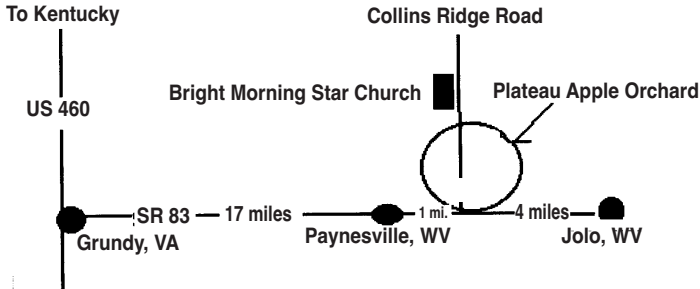 To Kentucky
Collins Ridge Road
Bright Morning Star Church
Plateau Apple Orchard
US 460
SR 83
17 miles
1 mi.
4 miles
Grundy, VA
Paynesville, WV
Jolo, WV